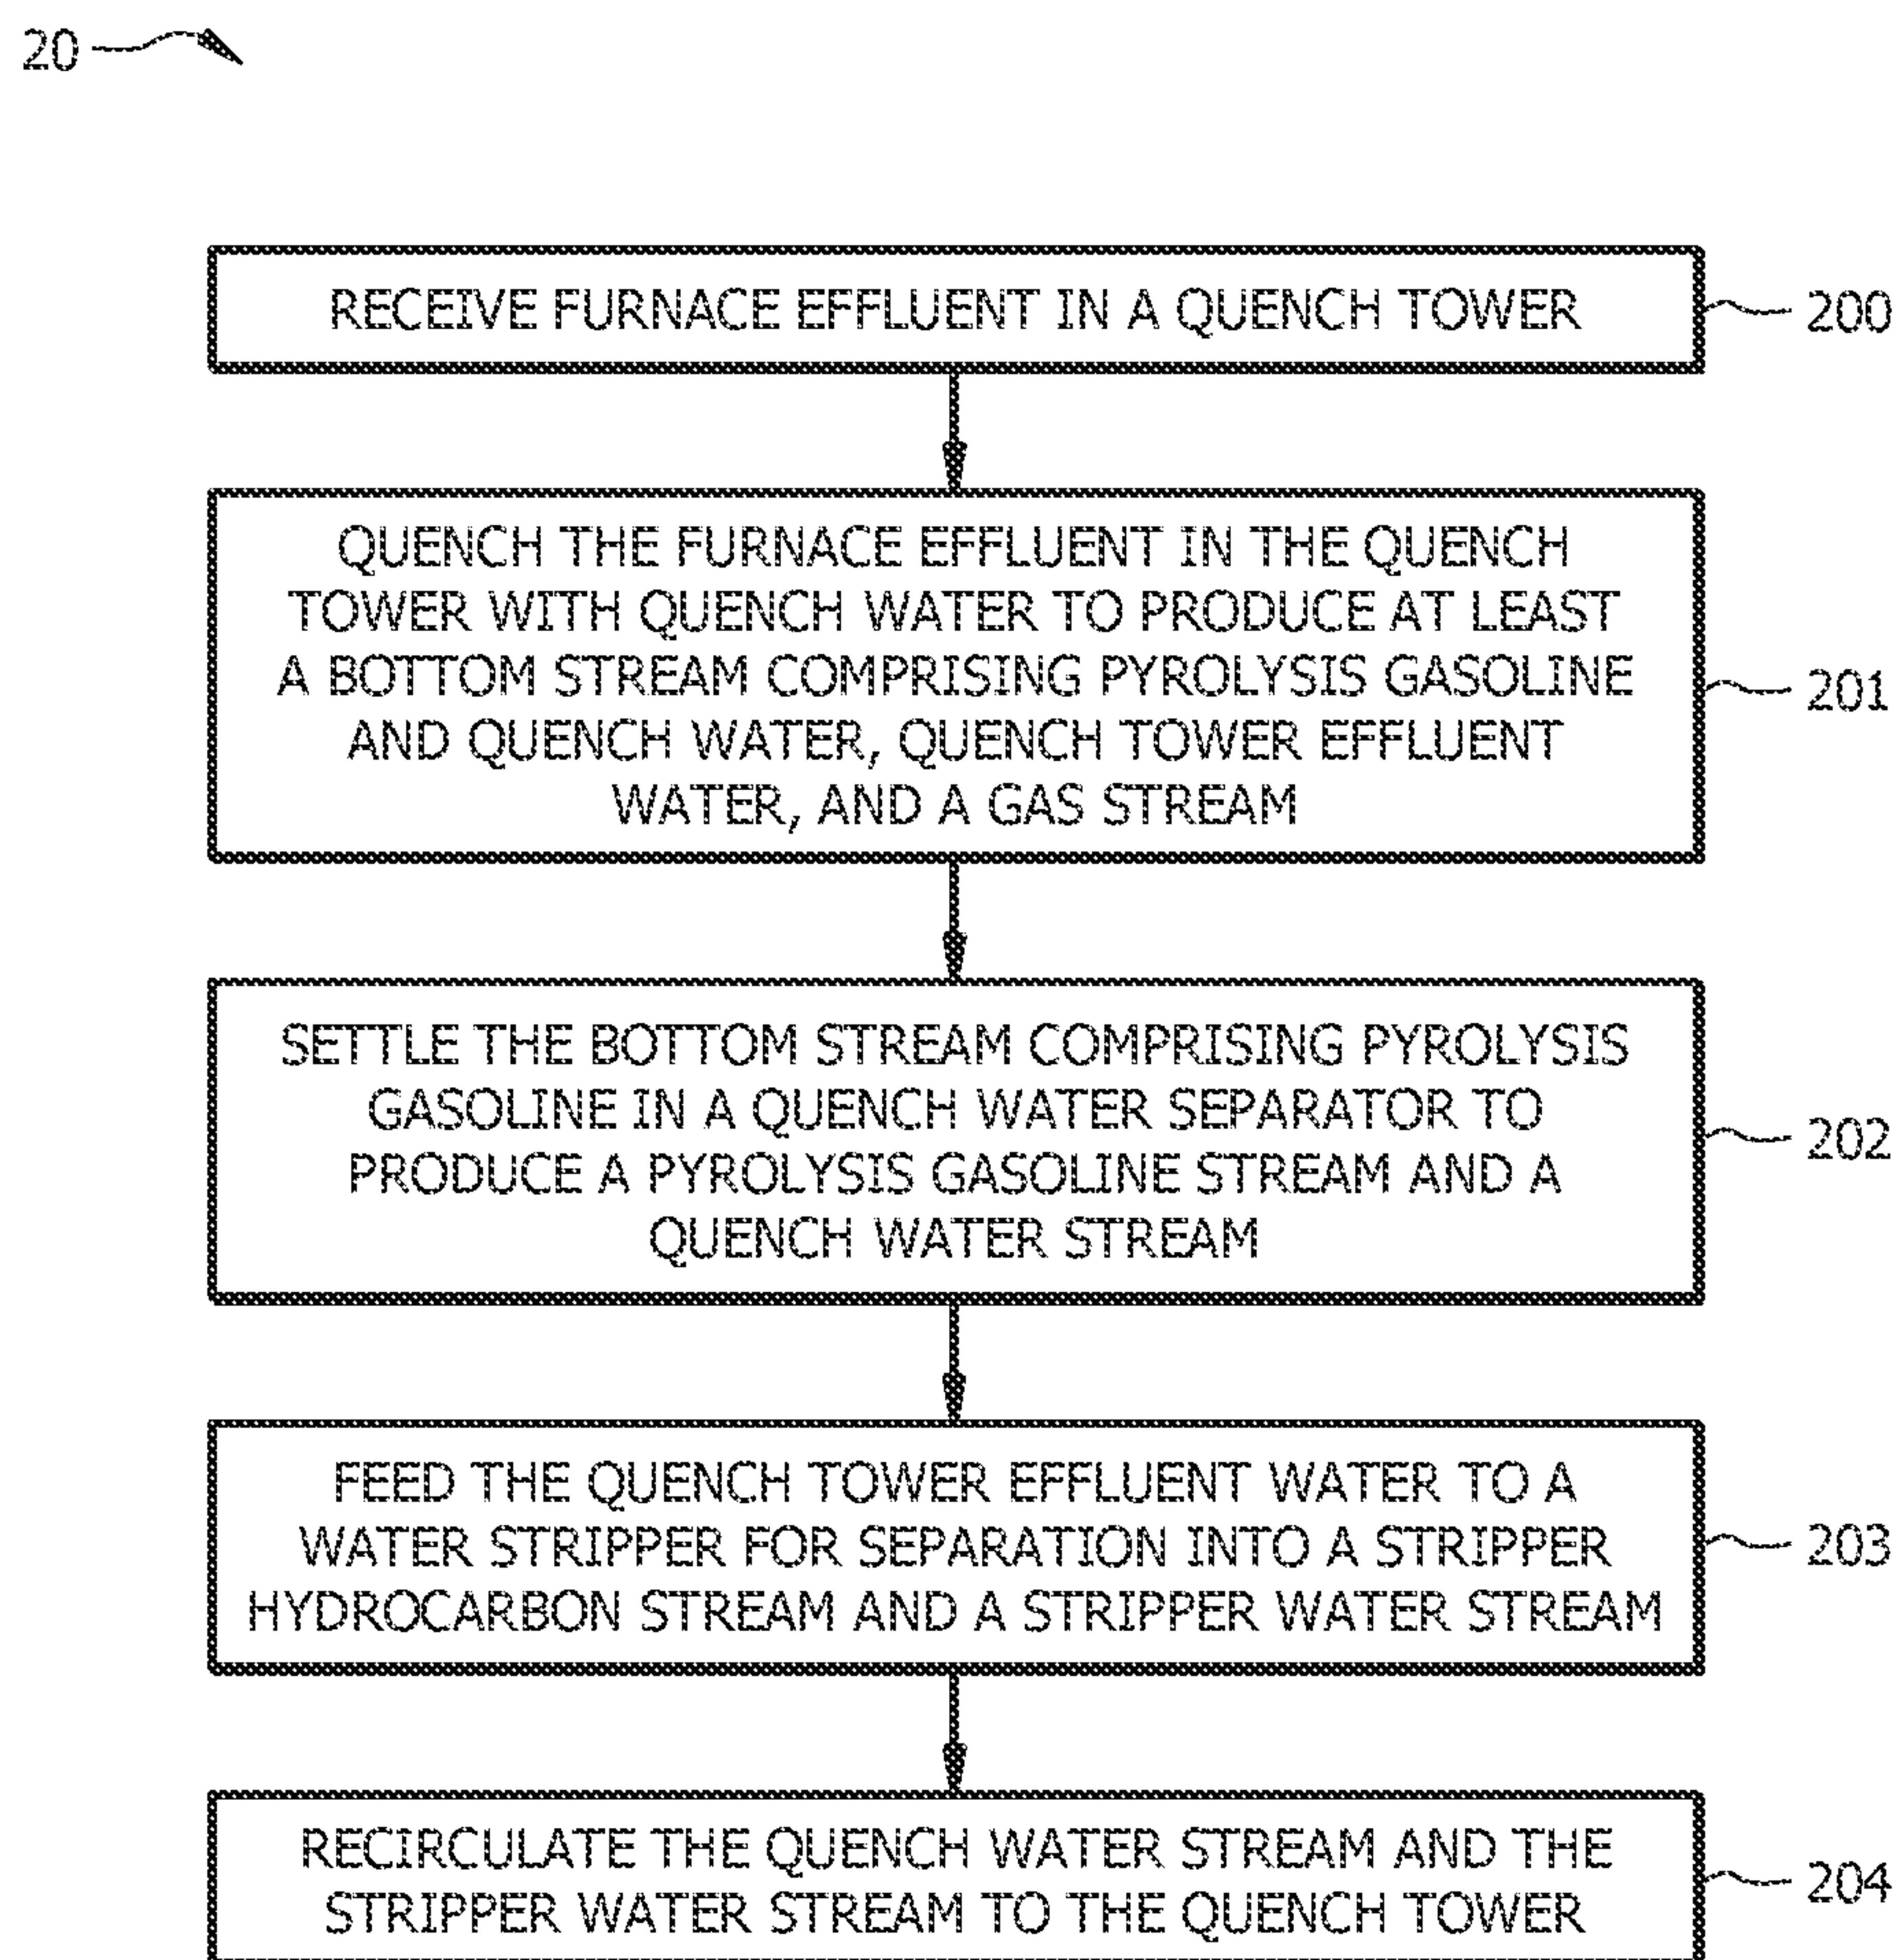 20
RECEIVE FURNACE EFFLUENT IN A QUENCH TOWER
200
QUENCH THE FURNACE EFFLUENT IN THE QUENCH
TOWER WITH QUENCH WATER TO PRODUCE AT LEAST
A BOTTOM STREAM COMPRISING PYROLYSIS GASOLINE
AND QUENCH WATER, QUENCH TOWER EFFLUENT
WATER, AND A GAS STREAM
201
SETTLE THE BOTTOM STREAM COMPRISING PYROLYSIS
GASOLINE IN A QUENCH WATER SEPARATOR TO
PRODUCE A PYROLYSIS GASOLINE STREAM AND A
QUENCH WATER STREAM
202
FEED THE QUENCH TOWER EFFLUENT WATER TO A
WATER STRIPPER FOR SEPARATION INTO A STRIPPER
HYDROCARBON STREAM AND A STRIPPER WATER STREAM
203
RECIRCULATE THE QUENCH WATER STREAM AND THE
STRIPPER WATER STREAM TO THE QUENCH TOWER
204